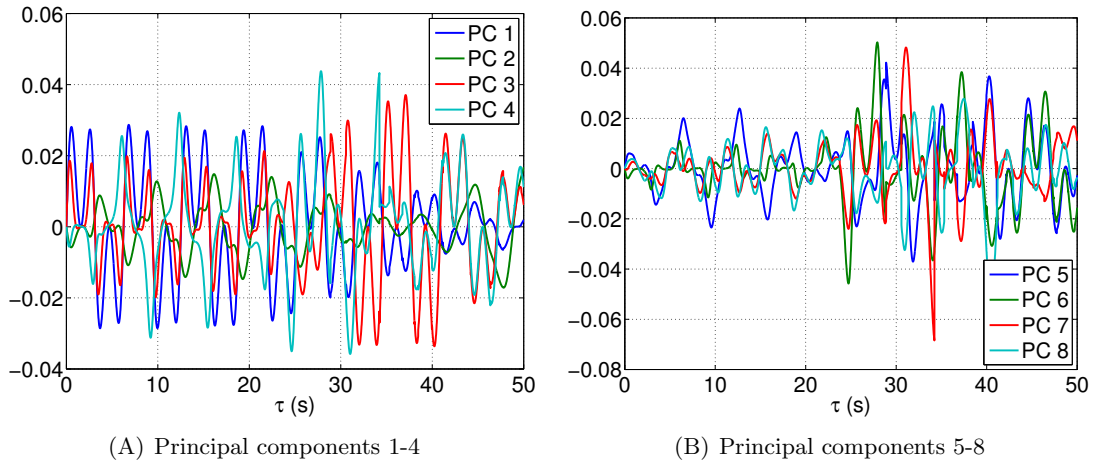 0.06
0.04
0.02
0
−0.02
−0.04
0 10 20 30 40 50
τ (s)
PC 1
PC 2
PC 3
PC 4
(A) Principal components 1-4
0.06
0.04
0.02
0
−0.02
−0.04
−0.06
−0.08
0 10 20 30 40 50
τ (s)
PC 5
PC 6
PC 7
PC 8
(B) Principal components 5-8